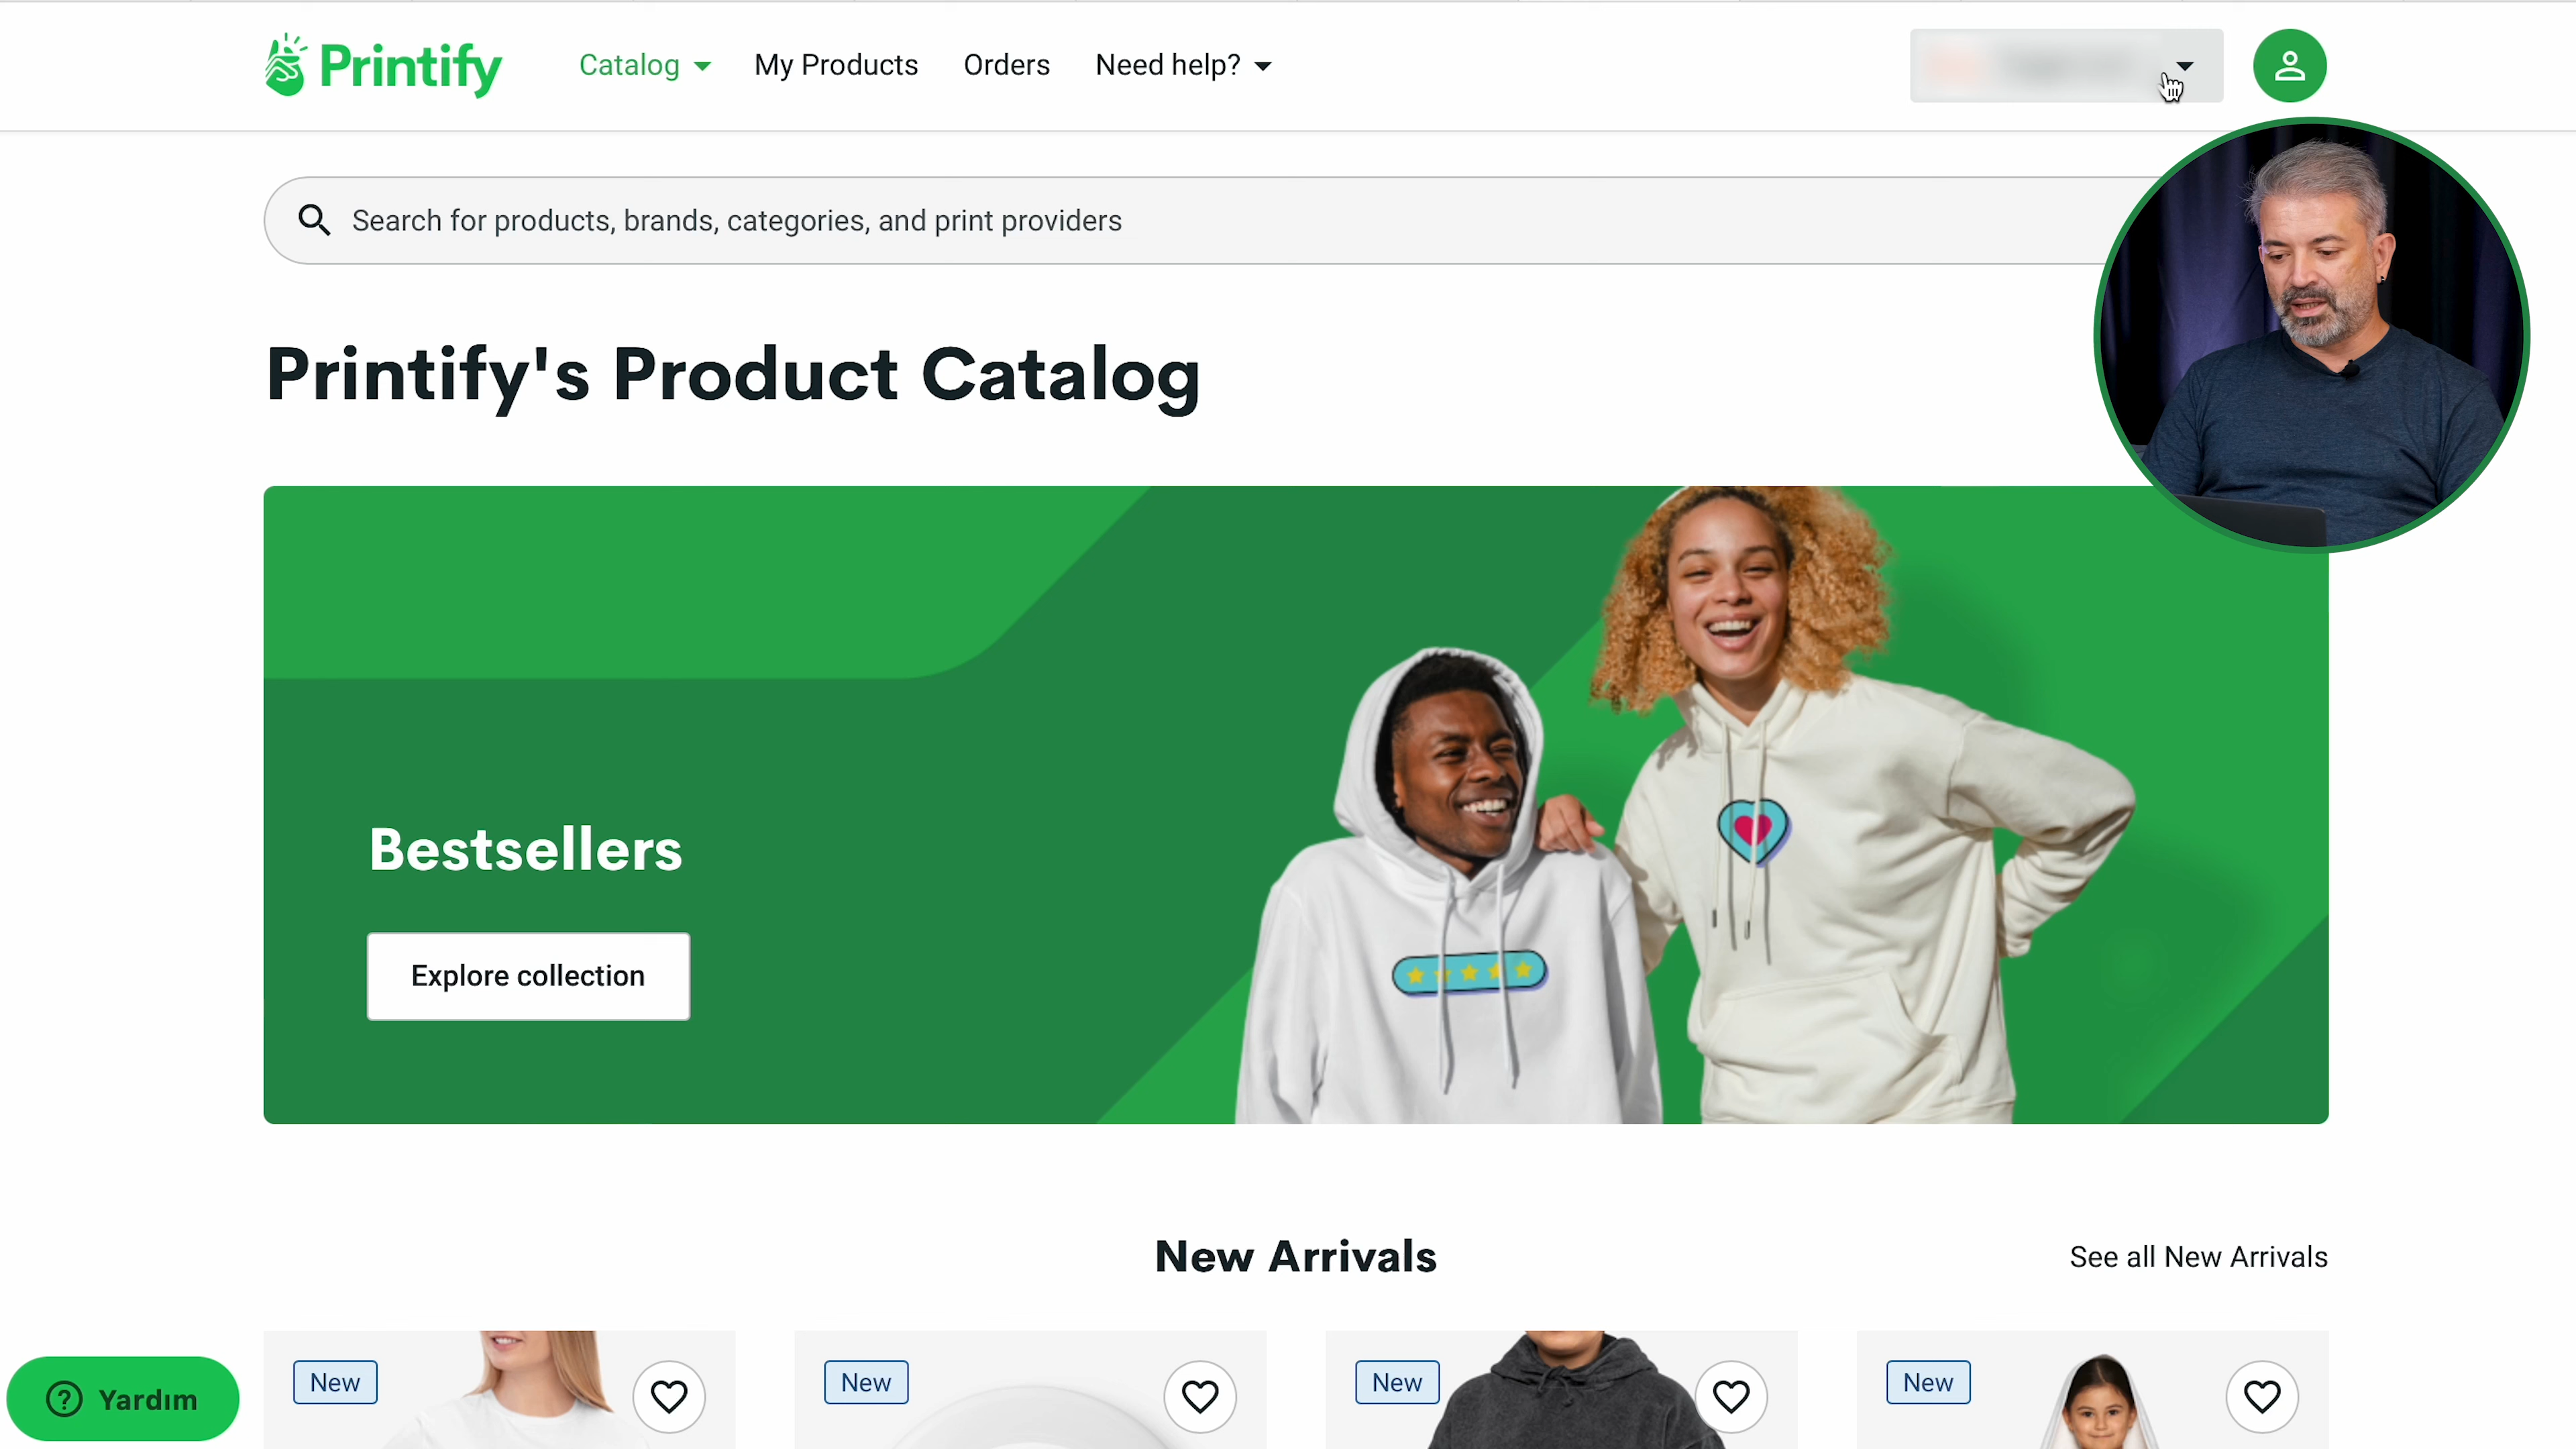 Printify
Catalog
My Products
Orders
Need help?
Search for products, brands, categories, and print providers
Printify's Product Catalog
Bestsellers
Explore collection
New Arrivals
See all New Arrivals
New
New
New
New
Yardım